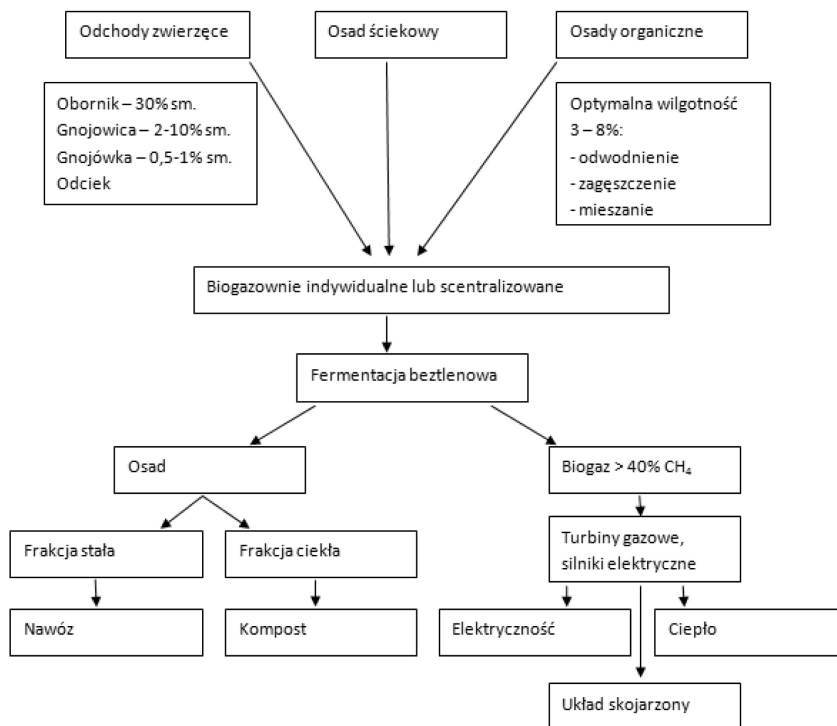 Odchody zwierzęce
Osad ściekowy
Osady organiczne
Obornik – 30% sm.
Gnojowica – 2-10% sm.
Gnojówka – 0,5-1% sm.
Odciek
Optymalna wilgotność
3 – 8%:
- odwodnienie
- zagęszczenie
- mieszanie
Biogazownie indywidualne lub scentralizowane
Fermentacja beztlenowa
Osad
Biogaz > 40% CH₄
Frakcja stała
Frakcja ciekła
Turbiny gazowe,
silniki elektryczne
Nawóz
Kompost
Elektryczność
Ciepło
Układ skojarzony